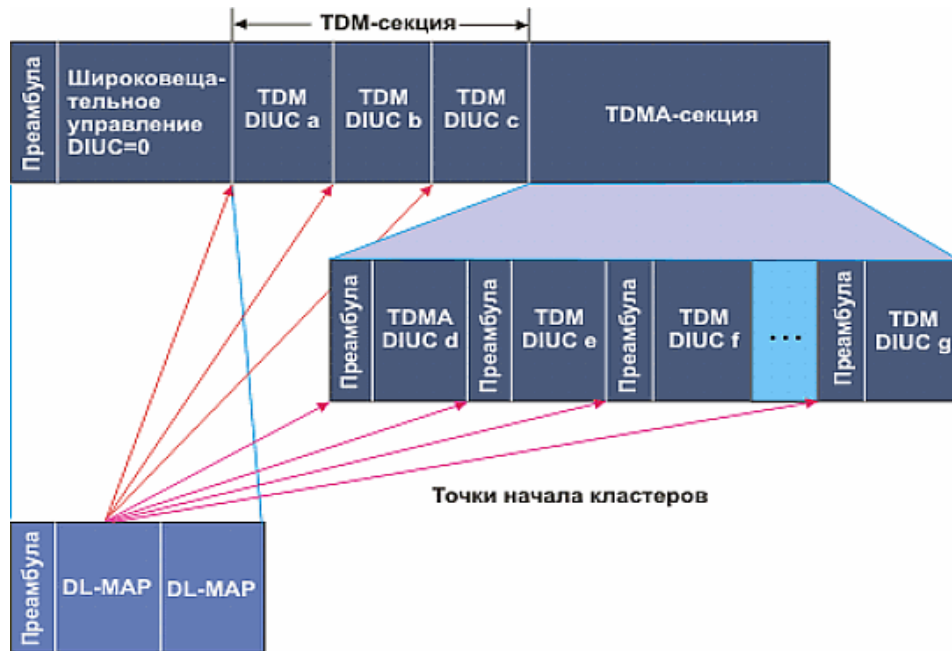 TDM-секция
Преамбула
Широковеща-
тельное
управление
DIUC=0
TDM
DIUC a
TDM
DIUC b
TDM
DIUC c
TDMA-секция
Преамбула
TDMA
DIUC d
Преамбула
TDM
DIUC e
Преамбула
TDM
DIUC f
...
Преамбула
TDM
DIUC g
Точки начала кластеров
Преамбула
DL-MAP
DL-MAP